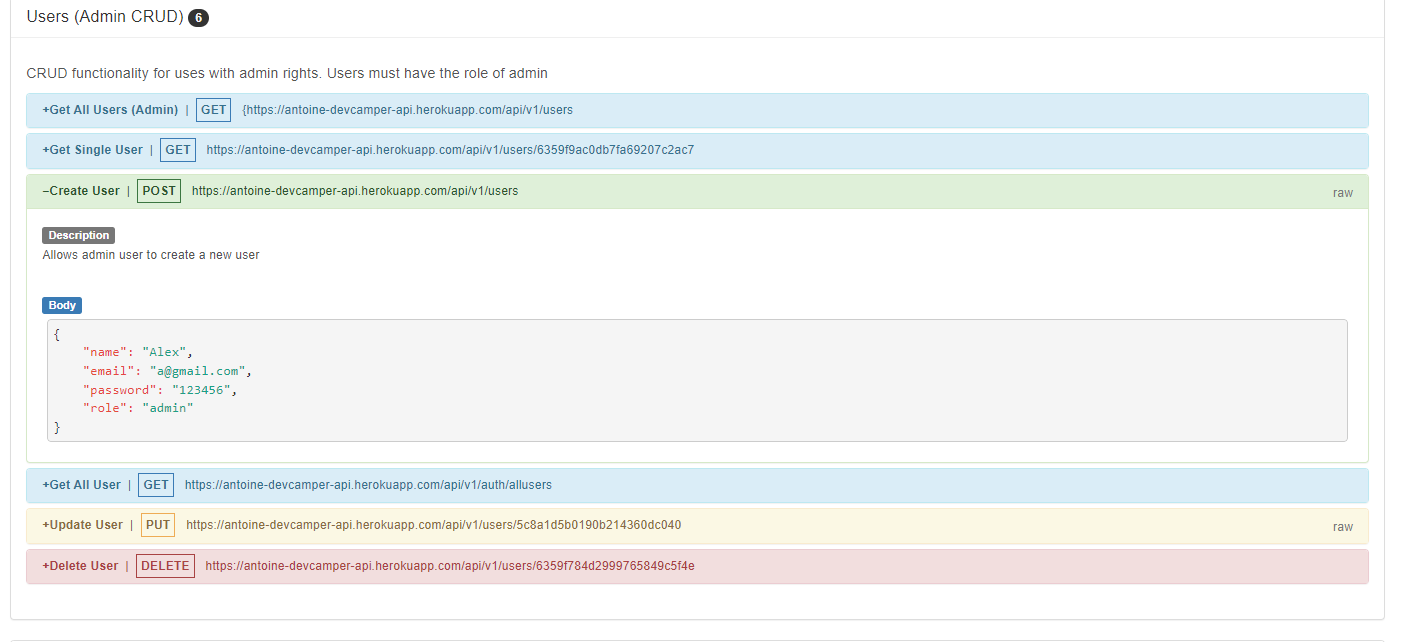 Users (Admin CRUD) 6
CRUD functionality for uses with admin rights. Users must have the role of admin
+Get All Users (Admin) | GET {https://antoine-devcamper-api.herokuapp.com/api/v1/users
+Get Single User | GET https://antoine-devcamper-api.herokuapp.com/api/v1/users/6359f9ac0db7fa69207c2ac7
−Create User | POST https://antoine-devcamper-api.herokuapp.com/api/v1/users raw
Description
Allows admin user to create a new user
Body
{
"name": "Alex",
"email": "a@gmail.com",
"password": "123456",
"role": "admin"
}
+Get All User | GET https://antoine-devcamper-api.herokuapp.com/api/v1/auth/allusers
+Update User | PUT https://antoine-devcamper-api.herokuapp.com/api/v1/users/5c8a1d5b0190b214360dc040 raw
+Delete User | DELETE https://antoine-devcamper-api.herokuapp.com/api/v1/users/6359f784d2999765849c5f4e